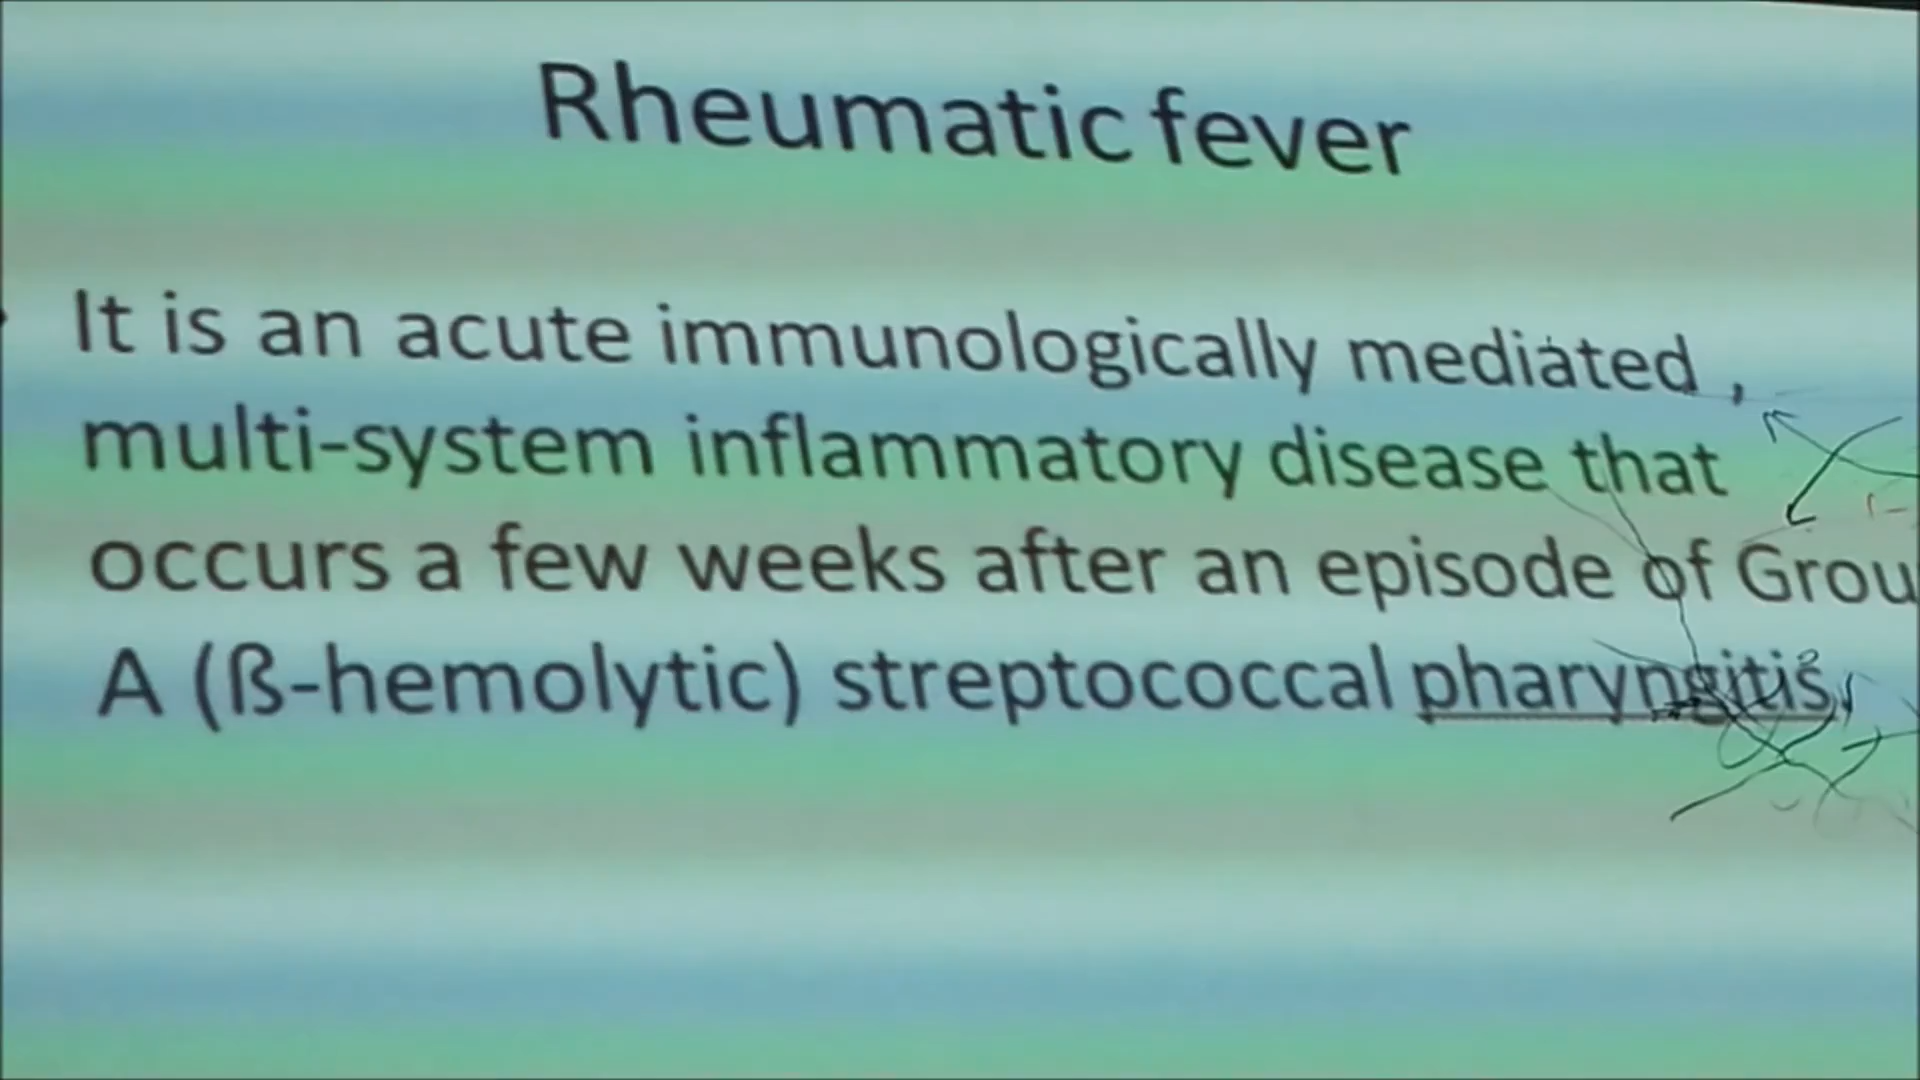 Rheumatic fever
It is an acute immunologically mediated ,
multi-system inflammatory disease that
occurs a few weeks after an episode of Grou
A (ß-hemolytic) streptococcal pharyngitis,